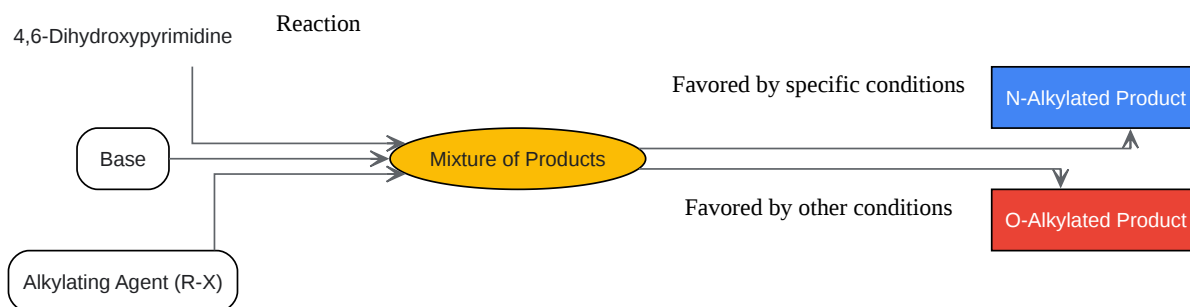 Reaction
4,6-Dihydroxypyrimidine
Favored by specific conditions
N-Alkylated Product
Base
Mixture of Products
Favored by other conditions
O-Alkylated Product
Alkylating Agent (R-X)